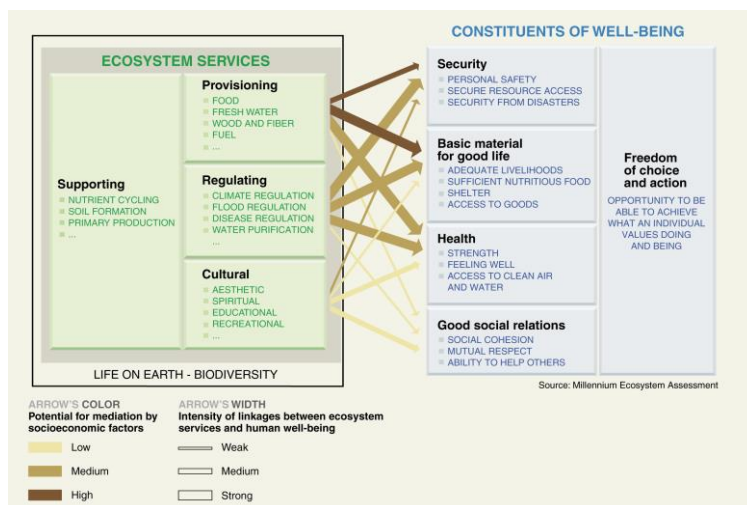 CONSTITUENTS OF WELL-BEING
ECOSYSTEM SERVICES
Supporting
NUTRIENT CYCLING
SOIL FORMATION
PRIMARY PRODUCTION
...
Provisioning
FOOD
FRESH WATER
WOOD AND FIBER
FUEL
...
Regulating
CLIMATE REGULATION
FLOOD REGULATION
DISEASE REGULATION
WATER PURIFICATION
...
Cultural
AESTHETIC
SPIRITUAL
EDUCATIONAL
RECREATIONAL
...
LIFE ON EARTH - BIODIVERSITY
Security
PERSONAL SAFETY
SECURE RESOURCE ACCESS
SECURITY FROM DISASTERS
Basic material
for good life
ADEQUATE LIVELIHOODS
SUFFICIENT NUTRITIOUS FOOD
SHELTER
ACCESS TO GOODS
Health
STRENGTH
FEELING WELL
ACCESS TO CLEAN AIR
AND WATER
Good social relations
SOCIAL COHESION
MUTUAL RESPECT
ABILITY TO HELP OTHERS
Freedom
of choice
and action
OPPORTUNITY TO BE
ABLE TO ACHIEVE
WHAT AN INDIVIDUAL
VALUES DOING
AND BEING
Source: Millennium Ecosystem Assessment
ARROW'S COLOR
Potential for mediation by
socioeconomic factors
Low
Medium
High
ARROW'S WIDTH
Intensity of linkages between ecosystem
services and human well-being
Weak
Medium
Strong